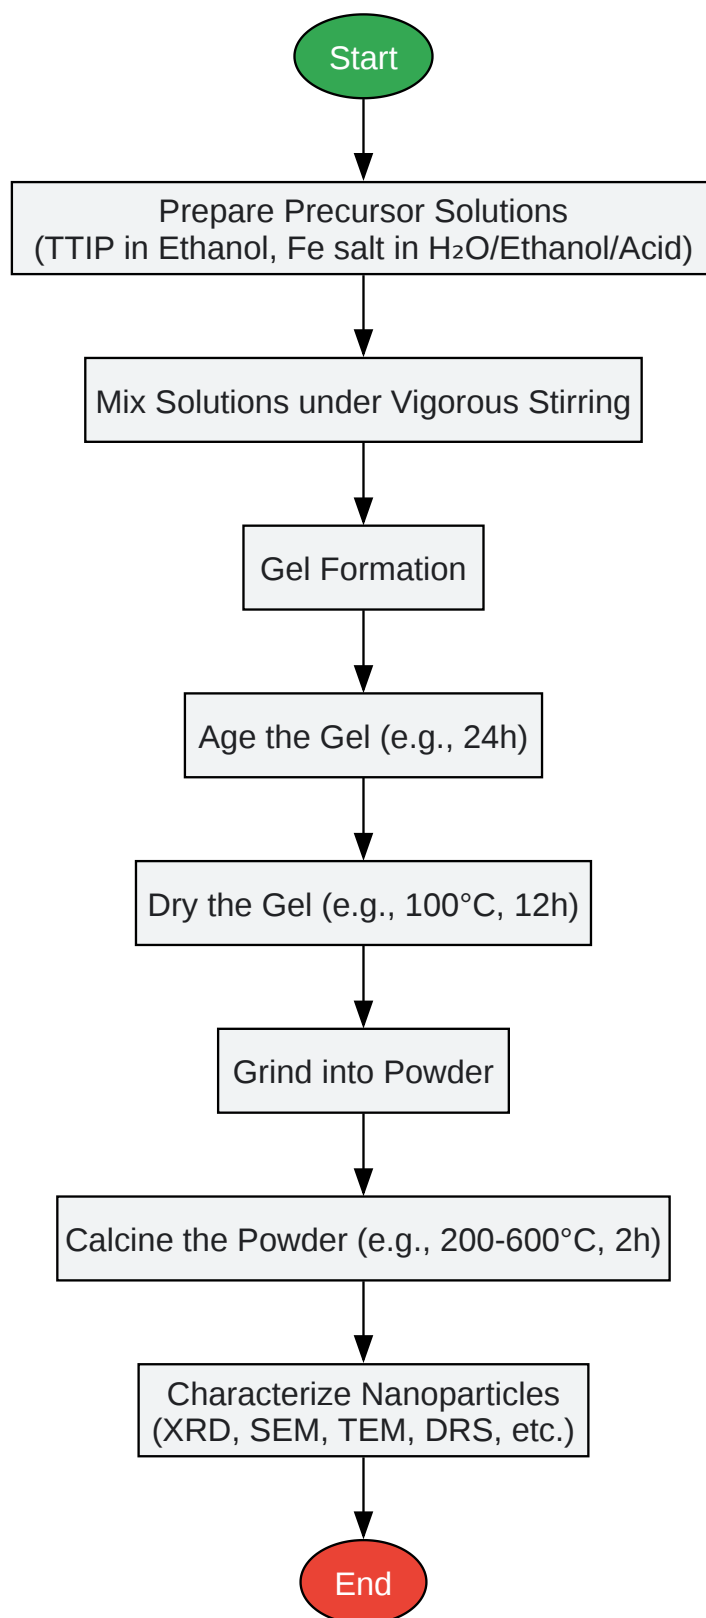 Start
Prepare Precursor Solutions
(TTIP in Ethanol, Fe salt in H₂O/Ethanol/Acid)
Mix Solutions under Vigorous Stirring
Gel Formation
Age the Gel (e.g., 24h)
Dry the Gel (e.g., 100°C, 12h)
Grind into Powder
Calcine the Powder (e.g., 200-600°C, 2h)
Characterize Nanoparticles
(XRD, SEM, TEM, DRS, etc.)
End